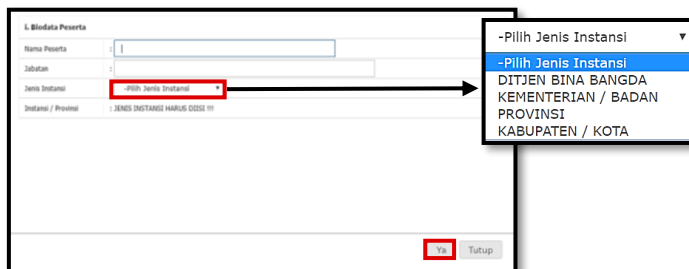 i. Biodata Peserta
Nama Peserta :
Jabatan :
Jenis Instansi -Pilih Jenis Instansi
Instansi / Provinsi : JENIS INSTANSI HARUS DIISI !!!
Ya Tutup
-Pilih Jenis Instansi
-Pilih Jenis Instansi
DITJEN BINA BANGDA
KEMENTERIAN / BADAN
PROVINSI
KABUPATEN / KOTA